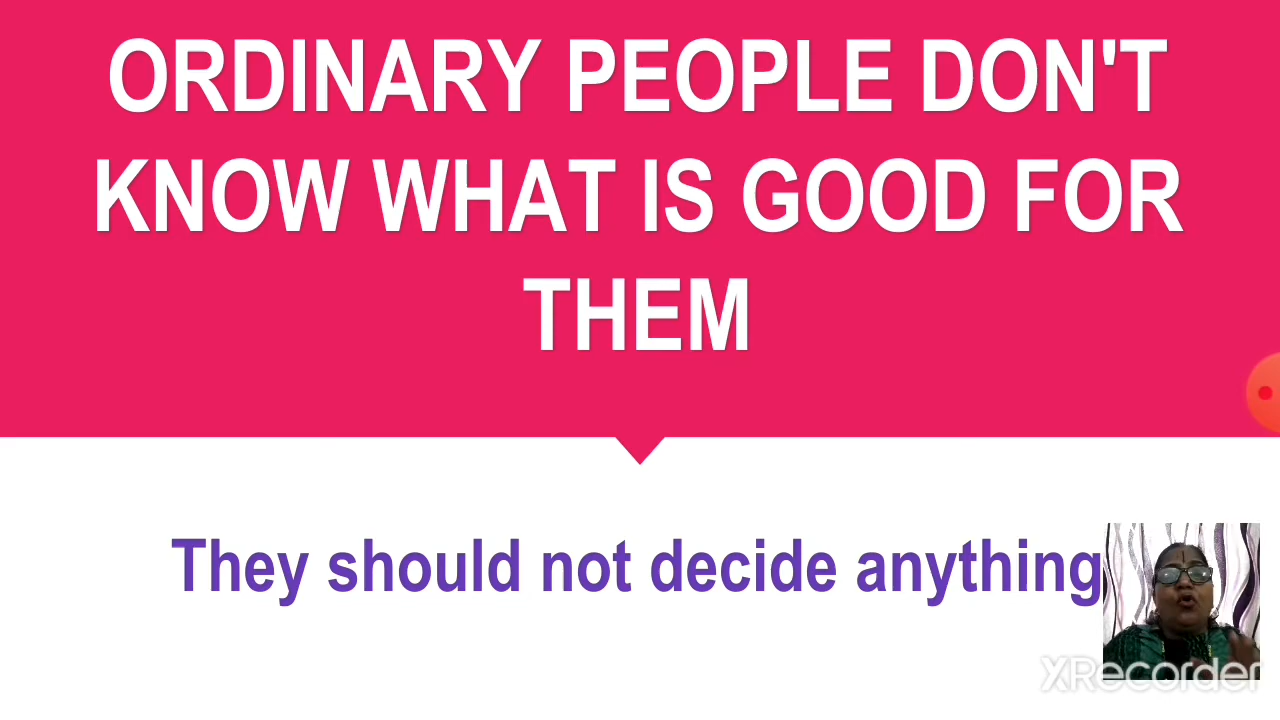 ORDINARY PEOPLE DON'T
KNOW WHAT IS GOOD FOR
THEM
They should not decide anything
XRecorder